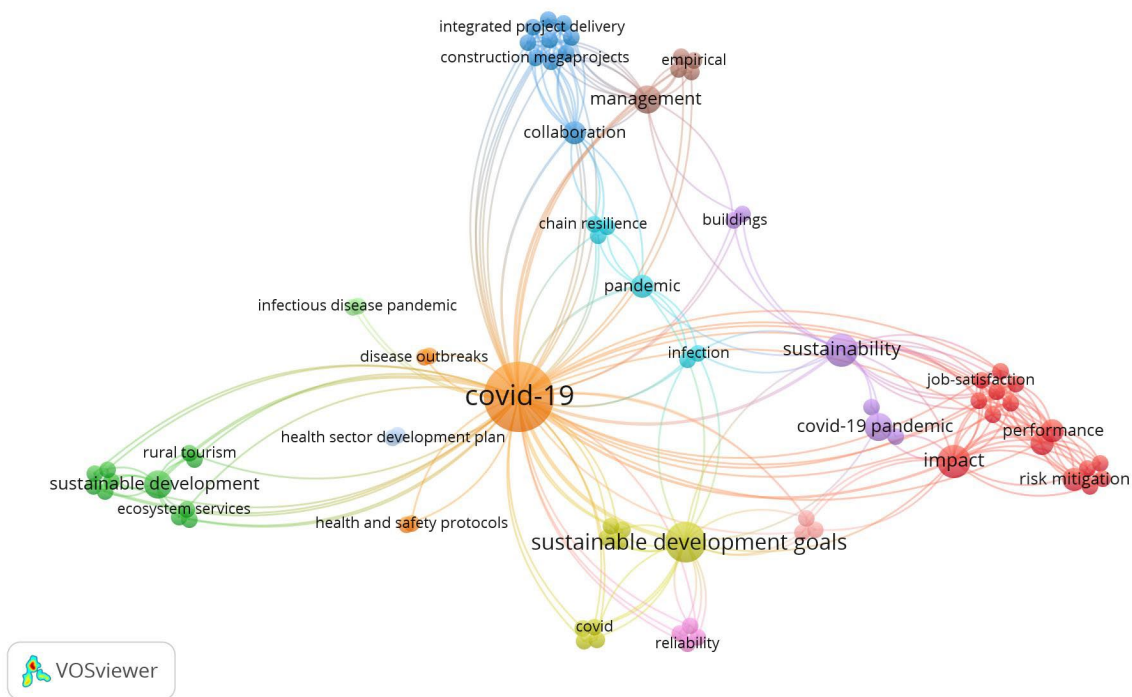 integrated project delivery
construction megaprojects
empirical
management
collaboration
chain resilience
buildings
pandemic
infectious disease pandemic
disease outbreaks
infection
sustainability
job-satisfaction
covid-19
covid-19 pandemic
performance
health sector development plan
rural tourism
impact
risk mitigation
sustainable development
ecosystem services
health and safety protocols
sustainable development goals
covid
reliability
VOSviewer